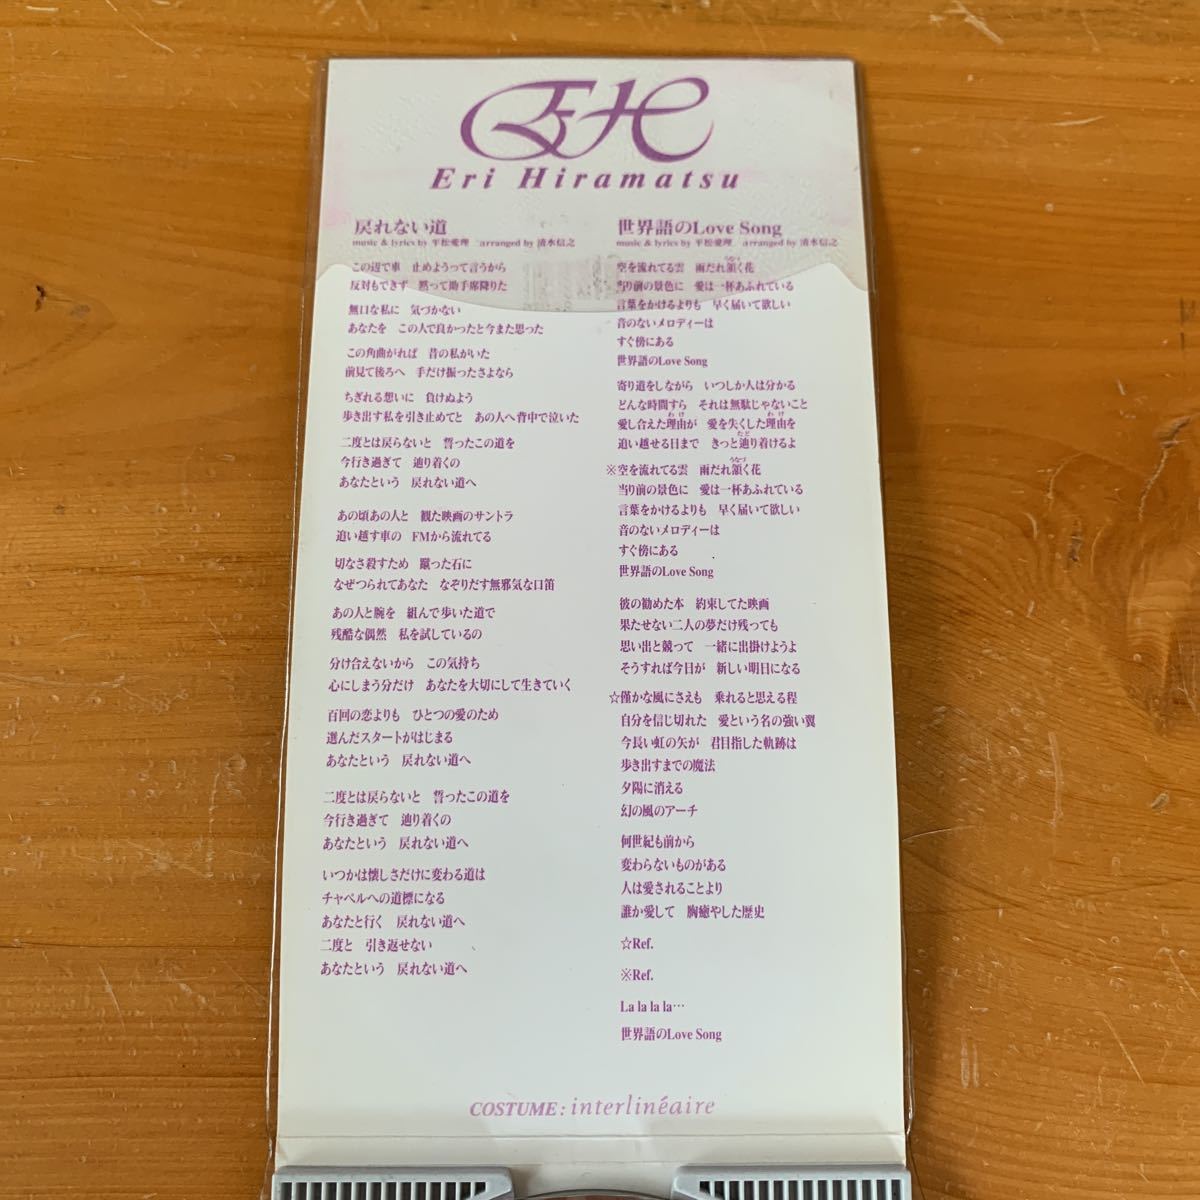 EH
Eri Hiramatsu
戻れない道
music & lyrics by 平松愛理 arranged by 清水信之
この辺で車 止めようって言うから
反対もできず 黙って助手席降りた
無口な私に 気づかない
あなたを この人で良かったと今また思った
この角曲がれば 昔の私がいた
前見て後ろへ 手だけ振ったさよなら
ちぎれる想いに 負けぬよう
歩き出す私を引き止めてと あの人へ背中で泣いた
二度とは戻らないと 誓ったこの道を
今行き過ぎて 辿り着くの
あなたという 戻れない道へ
あの頃あの人と 観た映画のサントラ
追い越す車の FMから流れてる
切なさ殺すため 蹴った石に
なぜつられてあなた なぞりだす無邪気な口笛
あの人と腕を 組んで歩いた道で
残酷な偶然 私を試しているの
分け合えないから この気持ち
心にしまう分だけ あなたを大切にして生きていく
百回の恋よりも ひとつの愛のため
選んだスタートがはじまる
あなたという 戻れない道へ
二度とは戻らないと 誓ったこの道を
今行き過ぎて 辿り着くの
あなたという 戻れない道へ
いつかは懐しさだけに変わる道は
チャペルへの道標になる
あなたと行く 戻れない道へ
二度と 引き返せない
あなたという 戻れない道へ
世界語のLove Song
music & lyrics by 平松愛理 arranged by 清水信之
うなづ
空を流れてる雲 雨だれ頷く花
当り前の景色に 愛は一杯あふれている
言葉をかけるよりも 早く届いて欲しい
音のないメロディーは
すぐ傍にある
世界語のLove Song
寄り道をしながら いつしか人は分かる
どんな時間すら それは無駄じゃないこと
わけ わけ
愛し合えた理由が 愛を失くした理由を
たど
追い越せる日まで きっと辿り着けるよ
うなづ
※空を流れてる雲 雨だれ頷く花
当り前の景色に 愛は一杯あふれている
言葉をかけるよりも 早く届いて欲しい
音のないメロディーは
すぐ傍にある
世界語のLove Song
彼の勧めた本 約束してた映画
果たせない二人の夢だけ残っても
思い出と競って 一緒に出掛けようよ
そうすれば今日が 新しい明日になる
☆僅かな風にさえも 乗れると思える程
自分を信じ切れた 愛という名の強い翼
今長い虹の矢が 君目指した軌跡は
歩き出すまでの魔法
夕陽に消える
幻の風のアーチ
何世紀も前から
変わらないものがある
人は愛されることより
誰か愛して 胸癒やした歴史
☆Ref.
※Ref.
La la la la…
世界語のLove Song
COSTUME : interlinéaire